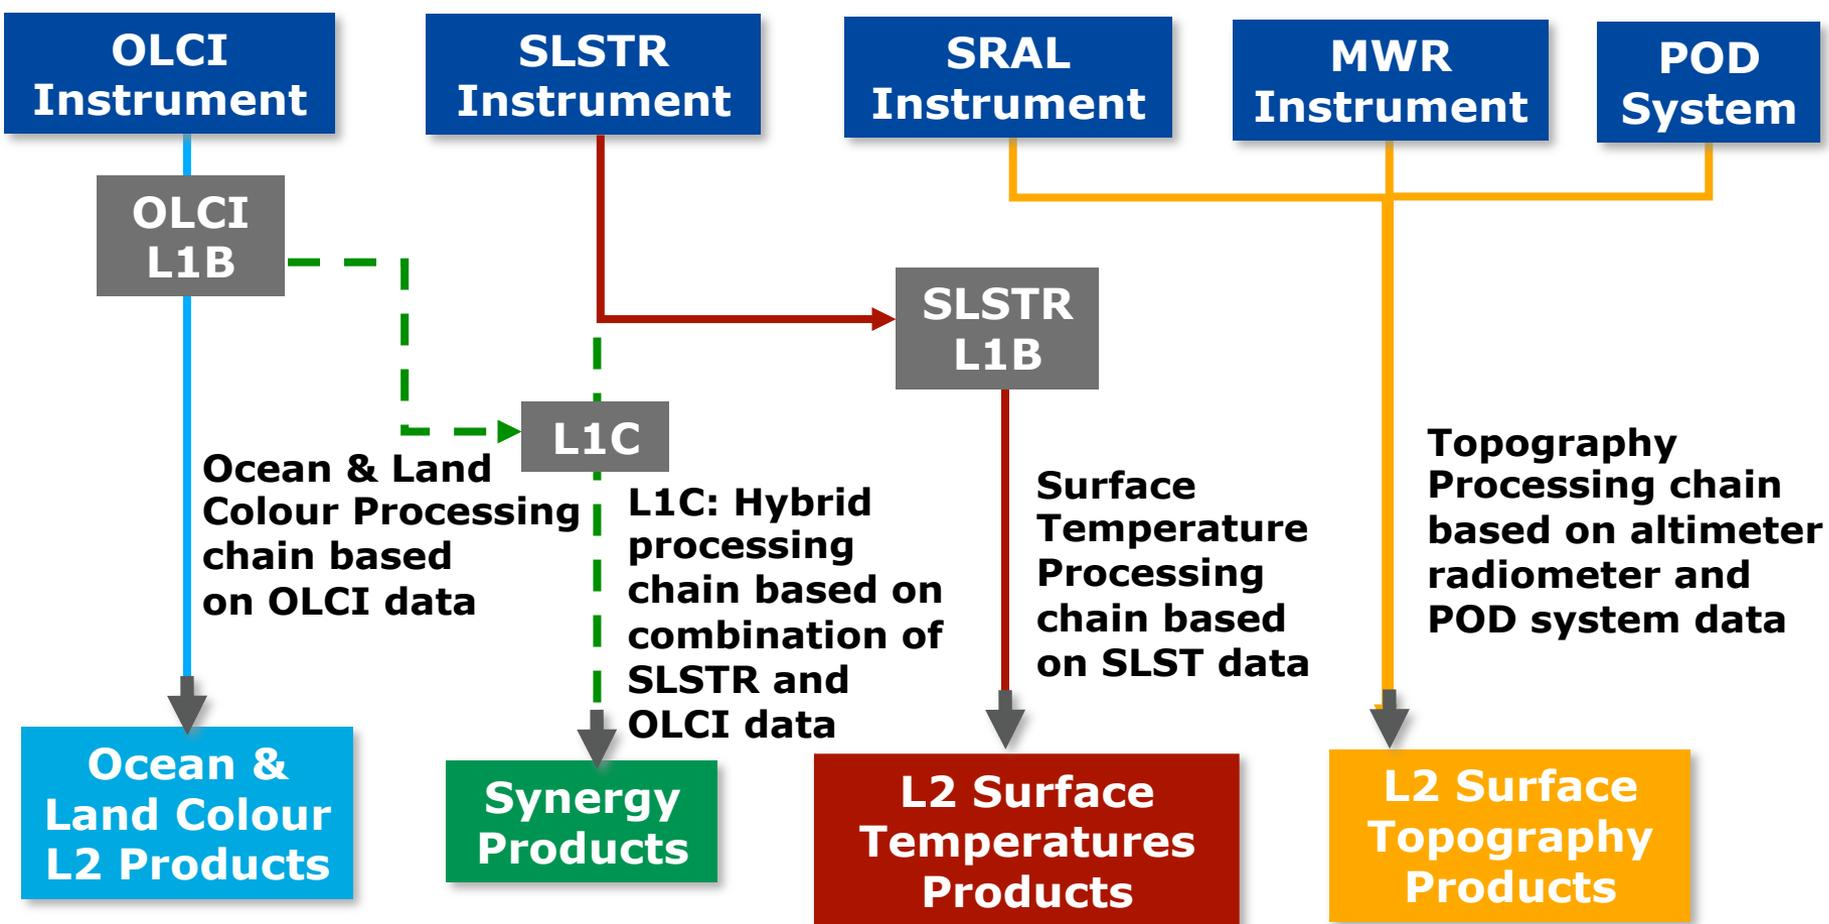 OLCI
Instrument
SLSTR
Instrument
SRAL
Instrument
MWR
Instrument
POD
System
OLCI
L1B
SLSTR
L1B
L1C
Ocean & Land
Colour Processing
chain based
on OLCI data
L1C: Hybrid
processing
chain based on
combination of
SLSTR and
OLCI data
Surface
Temperature
Processing
chain based
on SLST data
Topography
Processing chain
based on altimeter
radiometer and
POD system data
Ocean &
Land Colour
L2 Products
Synergy
Products
L2 Surface
Temperatures
Products
L2 Surface
Topography
Products